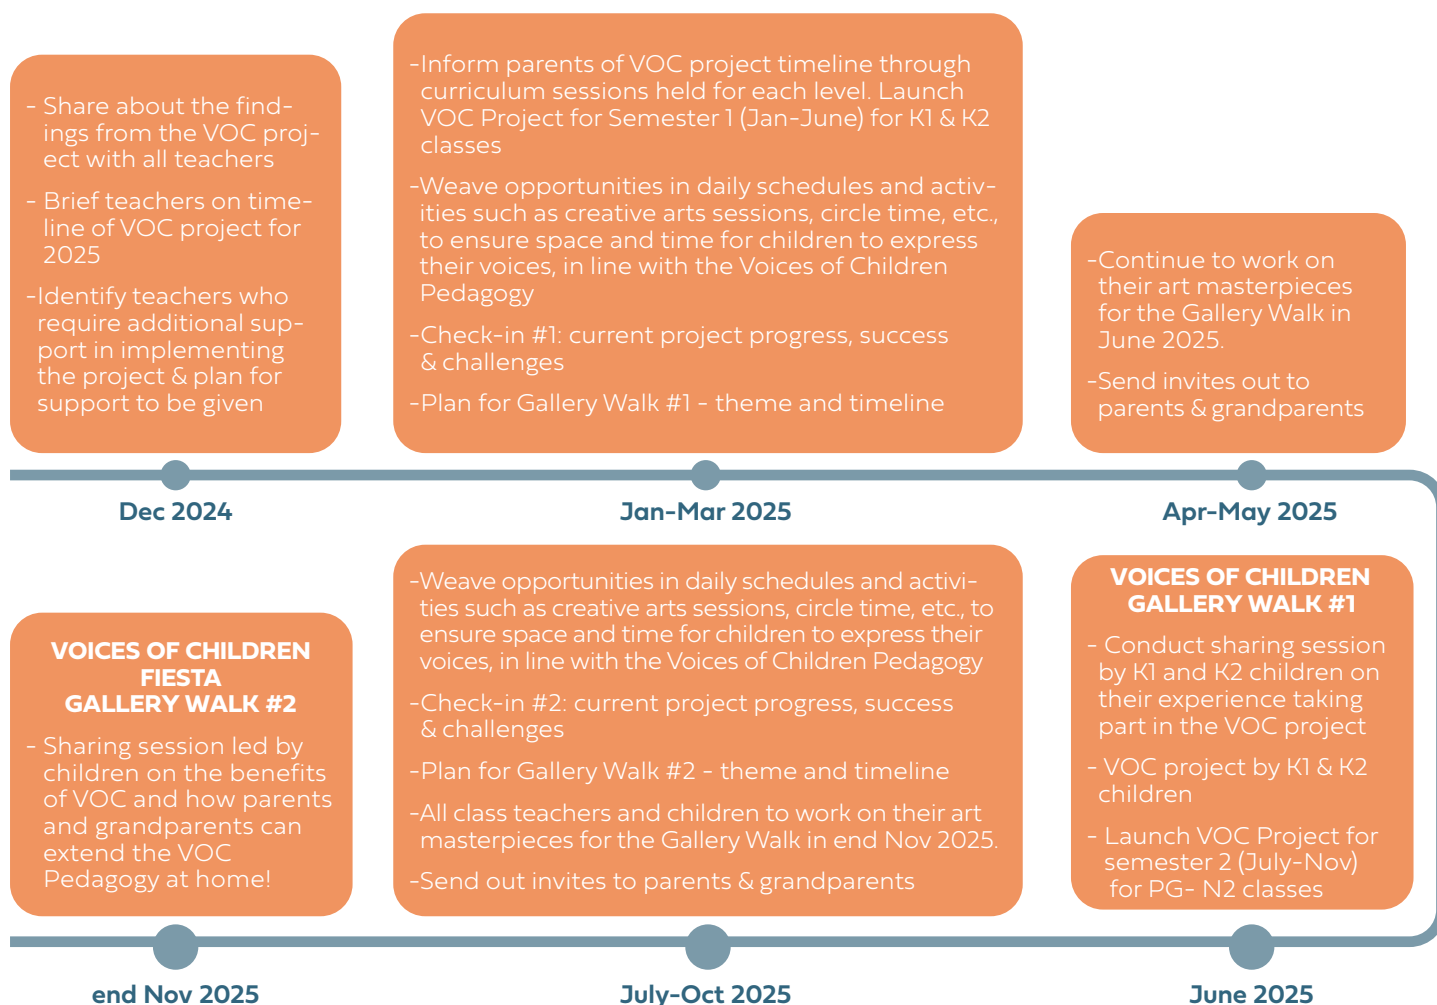 - Share about the find-
ings from the VOC proj-
ect with all teachers
- Brief teachers on time-
line of VOC project for
2025
-Identify teachers who
require additional sup-
port in implementing
the project & plan for
support to be given
Dec 2024
-Inform parents of VOC project timeline through
curriculum sessions held for each level. Launch
VOC Project for Semester 1 (Jan-June) for K1 & K2
classes
-Weave opportunities in daily schedules and activ-
ities such as creative arts sessions, circle time, etc.,
to ensure space and time for children to express
their voices, in line with the Voices of Children
Pedagogy
-Check-in #1: current project progress, success
& challenges
-Plan for Gallery Walk #1 - theme and timeline
Jan-Mar 2025
-Continue to work on
their art masterpieces
for the Gallery Walk in
June 2025.
-Send invites out to
parents & grandparents
Apr-May 2025
VOICES OF CHILDREN
GALLERY WALK #1
- Conduct sharing session
by K1 and K2 children on
their experience taking
part in the VOC project
- VOC project by K1 & K2
children
- Launch VOC Project for
semester 2 (July-Nov)
for PG- N2 classes
June 2025
-Weave opportunities in daily schedules and activi-
ties such as creative arts sessions, circle time, etc., to
ensure space and time for children to express their
voices, in line with the Voices of Children Pedagogy
-Check-in #2: current project progress, success
& challenges
-Plan for Gallery Walk #2 - theme and timeline
-All class teachers and children to work on their art
masterpieces for the Gallery Walk in end Nov 2025.
-Send out invites to parents & grandparents
July-Oct 2025
VOICES OF CHILDREN
FIESTA
GALLERY WALK #2
- Sharing session led by
children on the benefits
of VOC and how parents
and grandparents can
extend the VOC
Pedagogy at home!
end Nov 2025